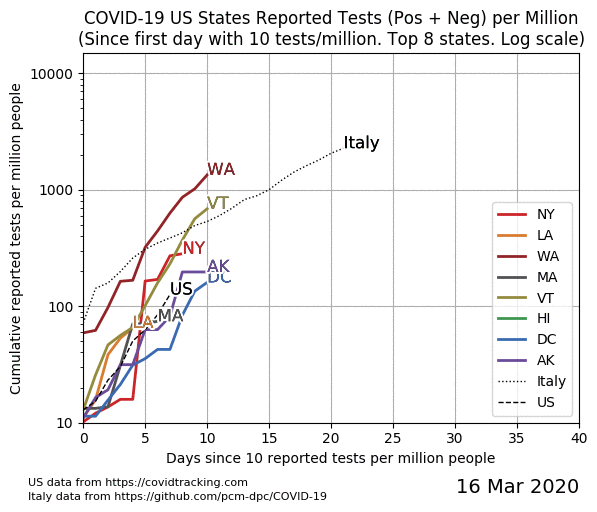 COVID-19 US States Reported Tests (Pos + Neg) per Million
(Since first day with 10 tests/million. Top 8 states. Log scale)
Cumulative reported tests per million people
10000
1000
100
10
Italy
WA
VT
NY
AK
DC
US
MA
LA
NY
LA
WA
MA
VT
HI
DC
AK
Italy
US
0 5 10 15 20 25 30 35 40
Days since 10 reported tests per million people
US data from https://covidtracking.com
Italy data from https://github.com/pcm-dpc/COVID-19
16 Mar 2020